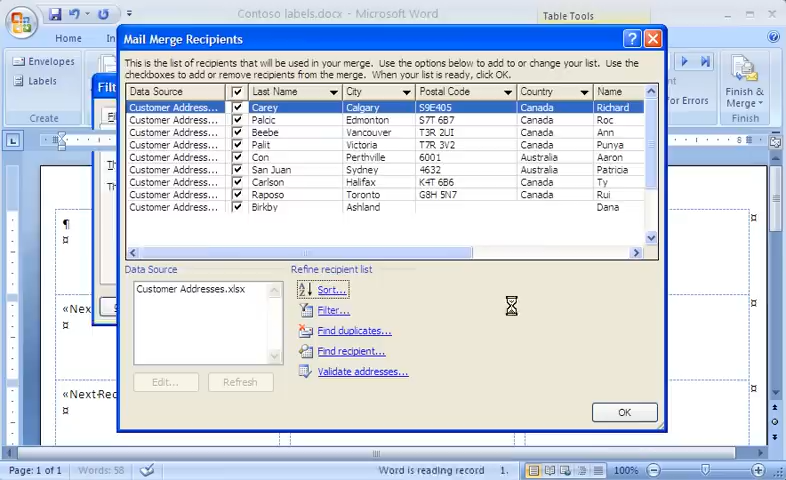 Contoso labels.docx - Microsoft Word
Table Tools
Home
Envelopes
Labels
Create
Filt
Mail Merge Recipients
This is the list of recipients that will be used in your merge. Use the options below to add to or change your list. Use the
checkboxes to add or remove recipients from the merge. When your list is ready, click OK.
Data Source Last Name City Postal Code Country Name
Customer Address... Carey Calgary S9E405 Canada Richard
Customer Address... Palcic Edmonton S7T 6B7 Canada Roc
Customer Address... Beebe Vancouver T3R 2UI Canada Ann
Customer Address... Palit Victoria T7R 3V2 Canada Punya
Customer Address... Con Perthville 6001 Australia Aaron
Customer Address... San Juan Sydney 4632 Australia Patricia
Customer Address... Carlson Halifax K4T 6B6 Canada Ty
Customer Address... Raposo Toronto G8H 5N7 Canada Rui
Customer Address... Birkby Ashland Dana
Data Source
Customer Addresses.xlsx
Edit...
Refresh
Refine recipient list
Sort...
Filter...
Find duplicates...
Find recipient...
Validate addresses...
OK
or Errors
Finish &
Merge
Finish
8
«Next
«Next Rec
Page: 1 of 1
Words: 58
Word is reading record 1.
100%